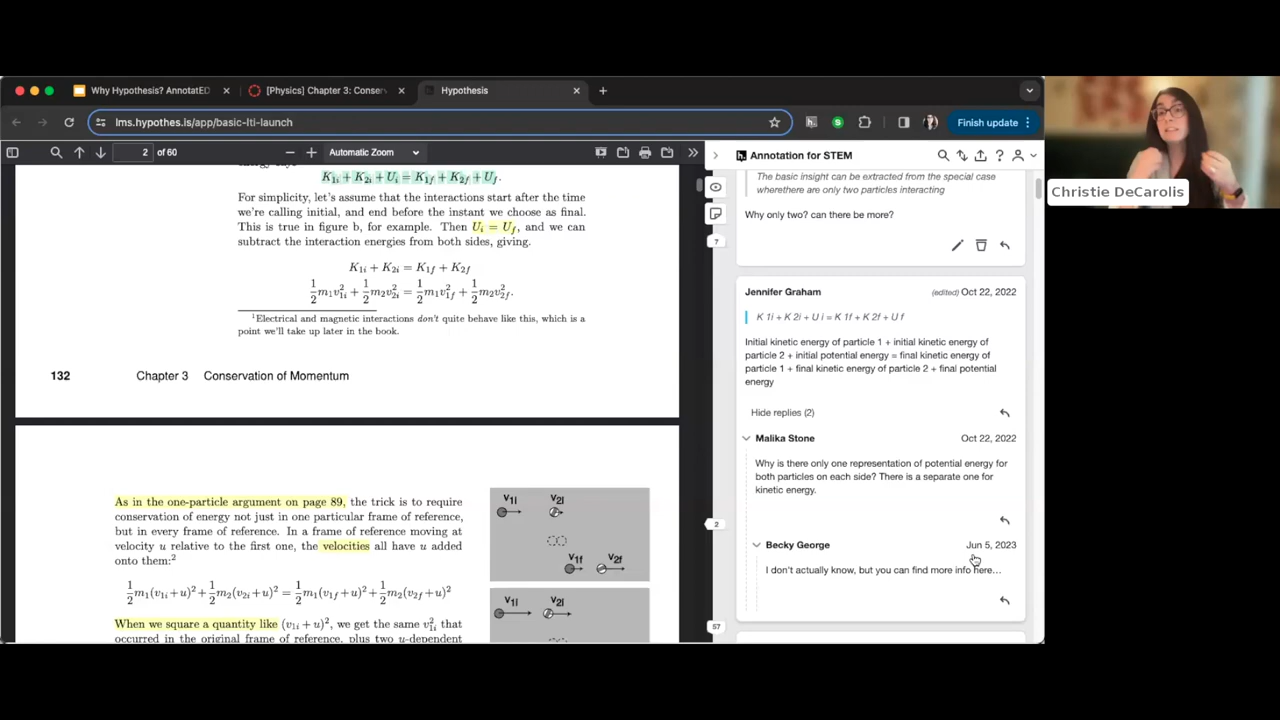 Why Hypothesis? AnnotatED
[Physics] Chapter 3: Conser
Hypothesis
lms.hypothes.is/app/basic-lti-launch
Finish update
2 of 60
Automatic Zoom
K1i + K2i + Ui = K1f + K2f + Uf.
For simplicity, let's assume that the interactions start after the time
we're calling initial, and end before the instant we choose as final.
This is true in figure b, for example. Then Ui = Uf, and we can
subtract the interaction energies from both sides, giving.
K1i + K2i = K1f + K2f
1/2 m1v²1i + 1/2 m2v²2i = 1/2 m1v²1f + 1/2 m2v²2f.
1Electrical and magnetic interactions don't quite behave like this, which is a
point we'll take up later in the book.
132 Chapter 3 Conservation of Momentum
As in the one-particle argument on page 89, the trick is to require
conservation of energy not just in one particular frame of reference,
but in every frame of reference. In a frame of reference moving at
velocity u relative to the first one, the velocities all have u added
onto them:2
1/2 m1(v1i+u)² + 1/2 m2(v2i+u)² = 1/2 m1(v1f+u)² + 1/2 m2(v2f+u)²
When we square a quantity like (v1i+u)², we get the same v²1i that
occurred in the original frame of reference, plus two u-dependent
v1i v2i
v1f v2f
v1i v2i
Annotation for STEM
The basic insight can be extracted from the special case
wherethere are only two particles interacting
Why only two? can there be more?
7
Jennifer Graham (edited) Oct 22, 2022
K 1i + K 2i + U i = K 1f + K 2f + U f
Initial kinetic energy of particle 1 + initial kinetic energy of
particle 2 + initial potential energy = final kinetic energy of
particle 1 + final kinetic energy of particle 2 + final potential
energy
Hide replies (2)
Malika Stone Oct 22, 2022
Why is there only one representation of potential energy for
both particles on each side? There is a separate one for
kinetic energy.
2
Becky George Jun 5, 2023
I don't actually know, but you can find more info here...
57
Christie DeCarolis